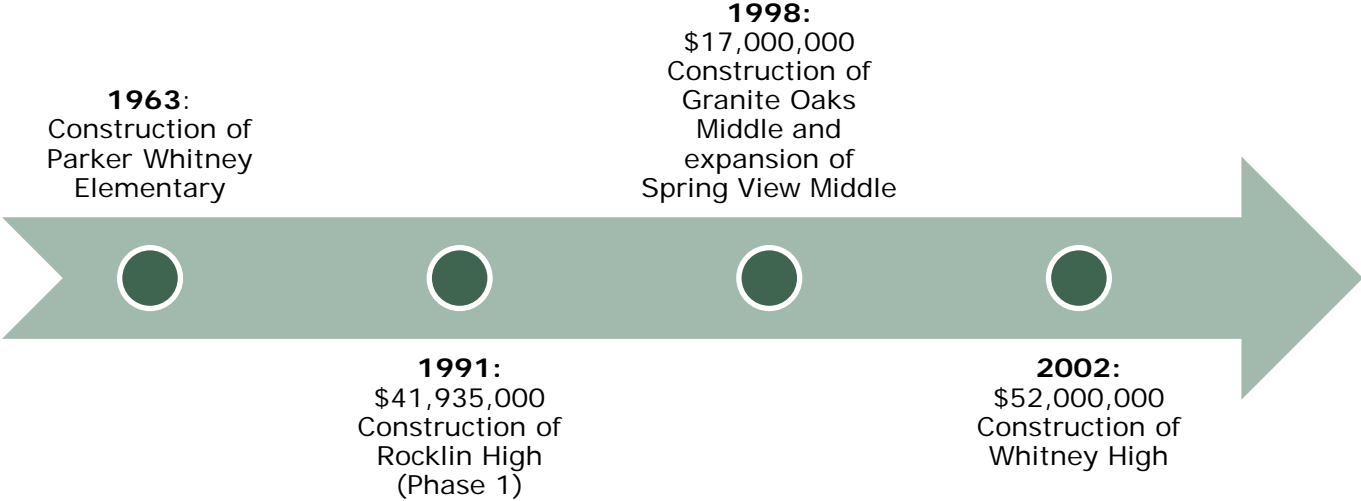 1963:
Construction of
Parker Whitney
Elementary
1991:
$41,935,000
Construction of
Rocklin High
(Phase 1)
1998:
$17,000,000
Construction of
Granite Oaks
Middle and
expansion of
Spring View Middle
2002:
$52,000,000
Construction of
Whitney High